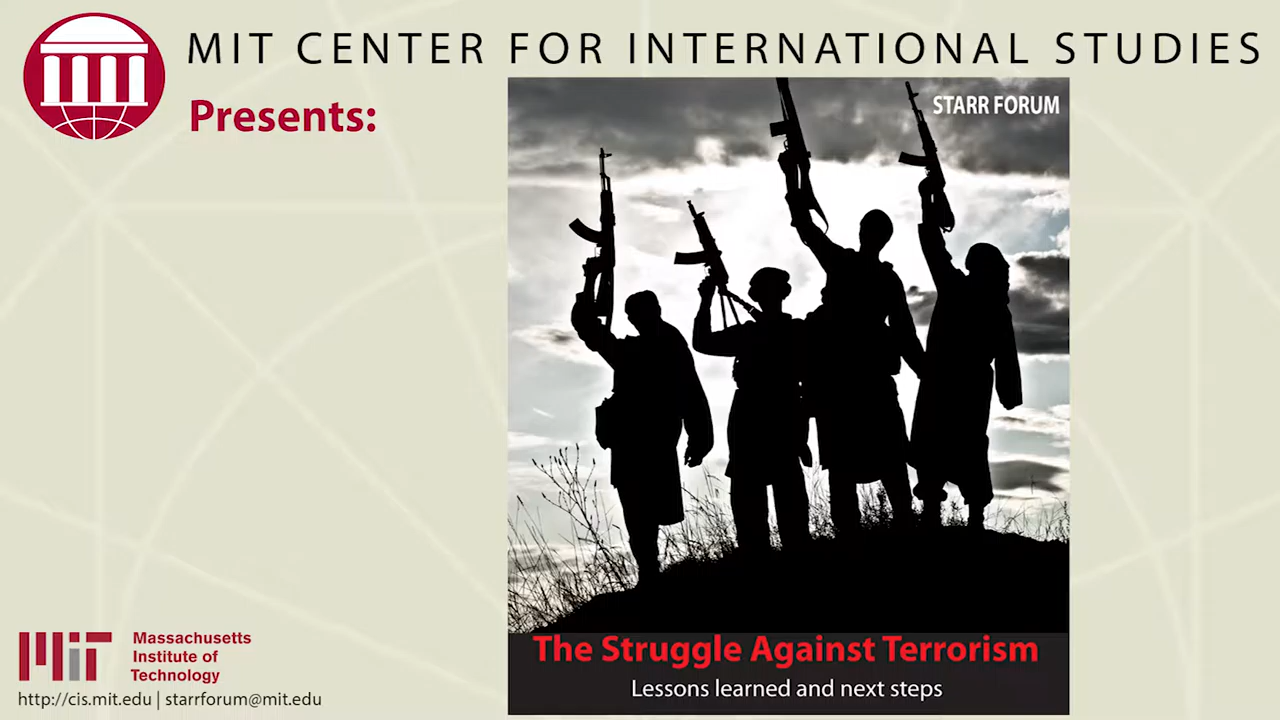 MIT CENTER FOR INTERNATIONAL STUDIES
Presents:
STARR FORUM
The Struggle Against Terrorism
Lessons learned and next steps
MIT
Massachusetts
Institute of
Technology
http://cis.mit.edu | starrforum@mit.edu